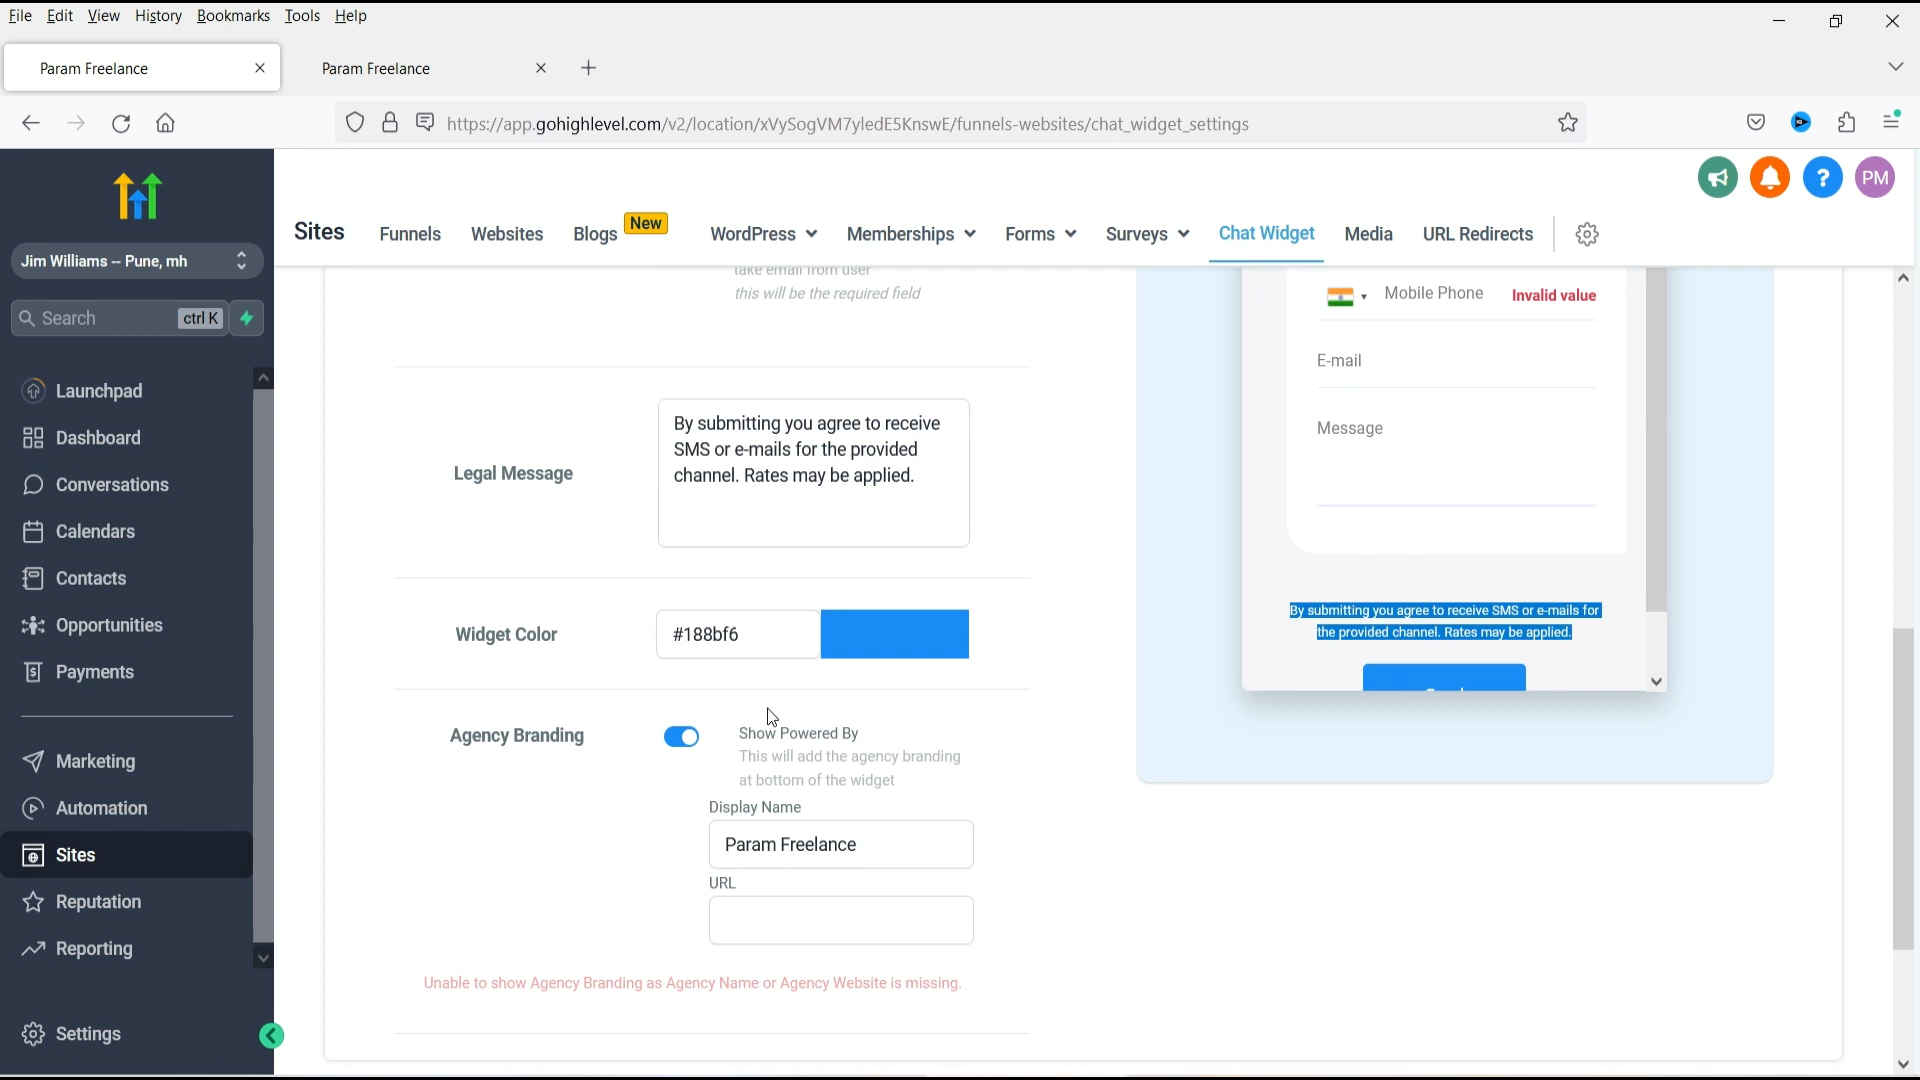 File Edit View History Bookmarks Tools Help
Param Freelance
Param Freelance
https://app.gohighlevel.com/v2/location/xVySogVM7yledE5KnswE/funnels-websites/chat_widget_settings
PM
Sites
Funnels
Websites
Blogs
New
WordPress
Memberships
Forms
Surveys
Chat Widget
Media
URL Redirects
Jim Williams -- Pune, mh
Search
ctrl K
Launchpad
Dashboard
Conversations
Calendars
Contacts
Opportunities
Payments
Marketing
Automation
Sites
Reputation
Reporting
Settings
take email from user
this will be the required field
Legal Message
By submitting you agree to receive
SMS or e-mails for the provided
channel. Rates may be applied.
Widget Color
#188bf6
Agency Branding
Show Powered By
This will add the agency branding
at bottom of the widget
Display Name
Param Freelance
URL
Unable to show Agency Branding as Agency Name or Agency Website is missing.
Mobile Phone
Invalid value
E-mail
Message
By submitting you agree to receive SMS or e-mails for
the provided channel. Rates may be applied.